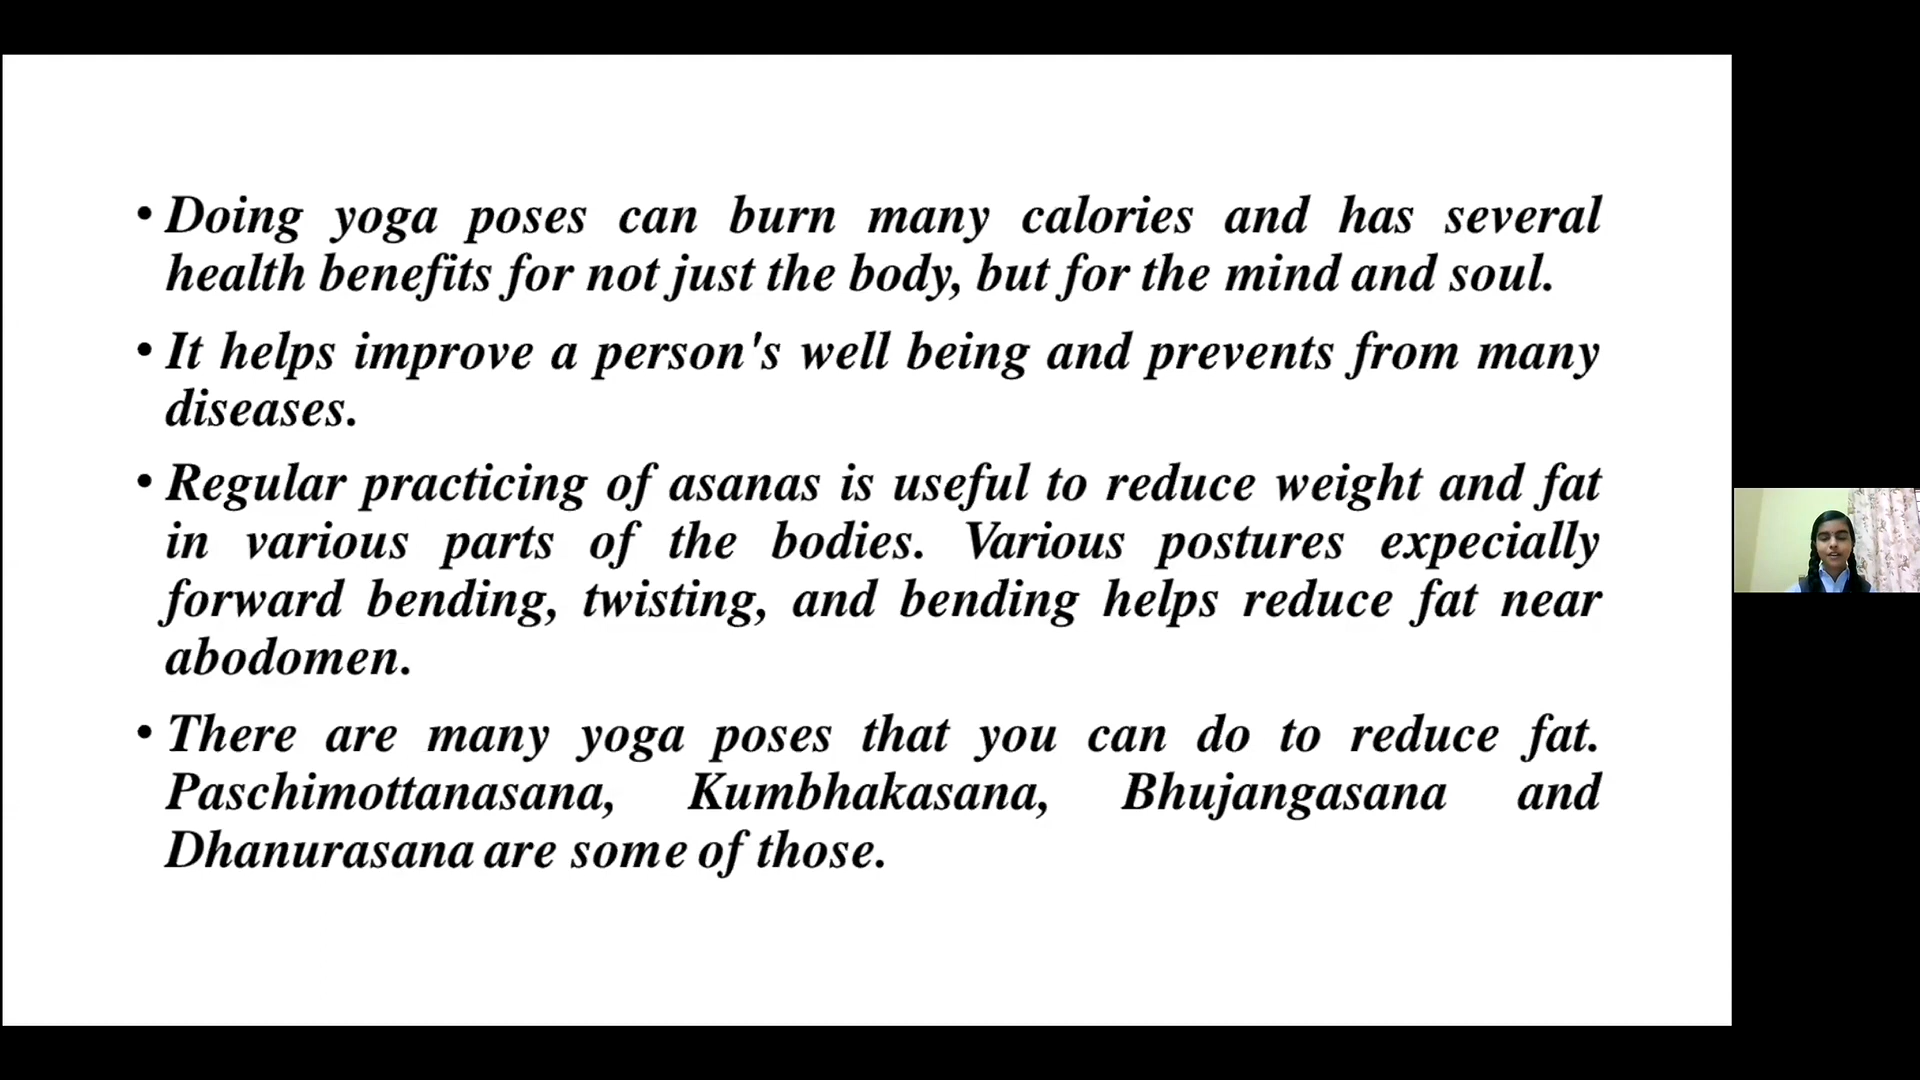 • Doing yoga poses can burn many calories and has several
health benefits for not just the body, but for the mind and soul.
• It helps improve a person's well being and prevents from many
diseases.
• Regular practicing of asanas is useful to reduce weight and fat
in various parts of the bodies. Various postures expecially
forward bending, twisting, and bending helps reduce fat near
abodomen.
• There are many yoga poses that you can do to reduce fat.
Paschimottanasana, Kumbhakasana, Bhujangasana and
Dhanurasana are some of those.